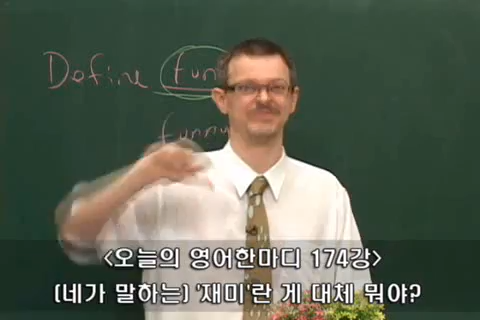 Define fun
funny
<오늘의 영어한마디 174강>
(네가 말하는) '재미'란 게 대체 뭐야?